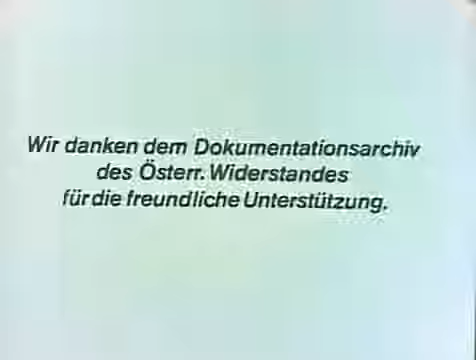 Wir danken dem Dokumentationsarchiv
des Österr. Widerstandes
für die freundliche Unterstützung.